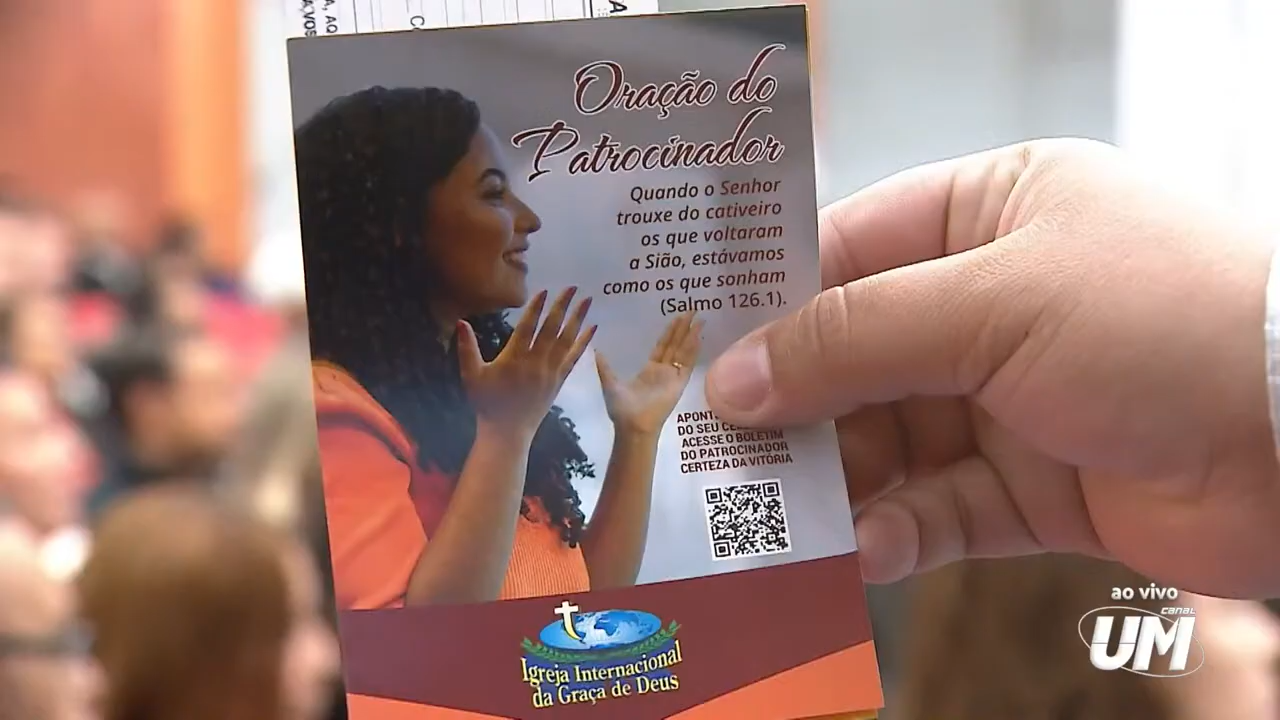 Oração do
Patrocinador
Quando o Senhor
trouxe do cativeiro
os que voltaram
a Sião, estávamos
como os que sonham
(Salmo 126.1).
DO SEU
ACESSE O BOLETIM
DO PATROCINADOR
CERTEZA DA VITÓRIA
Igreja Internacional
da Graça de Deus
ao vivo
canal
UM